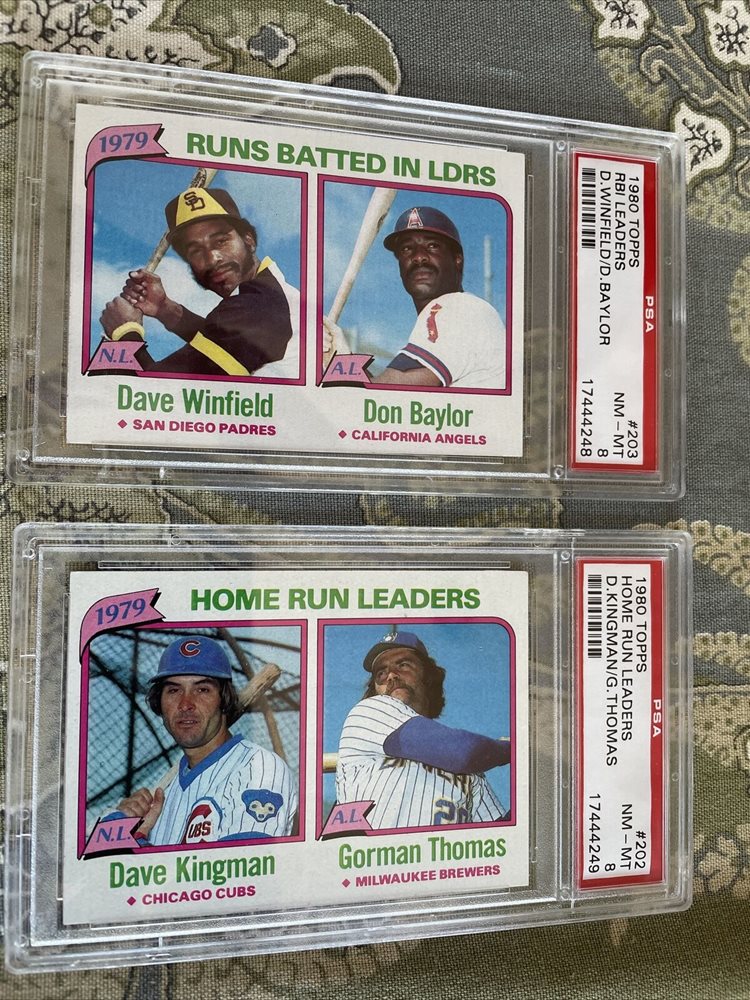 1979
RUNS BATTED IN LDRS
SD
A
N.L.
A.L.
Dave Winfield
Don Baylor
◆ SAN DIEGO PADRES
◆ CALIFORNIA ANGELS
1980 TOPPS #203
RBI LEADERS NM-MT
D.WINFIELD/D.BAYLOR 8
17444248
PSA
1979
HOME RUN LEADERS
C
CUBS
N.L.
A.L.
Dave Kingman
Gorman Thomas
◆ CHICAGO CUBS
◆ MILWAUKEE BREWERS
1980 TOPPS #202
HOME RUN LEADERS NM-MT
D.KINGMAN/G.THOMAS 8
17444249
PSA